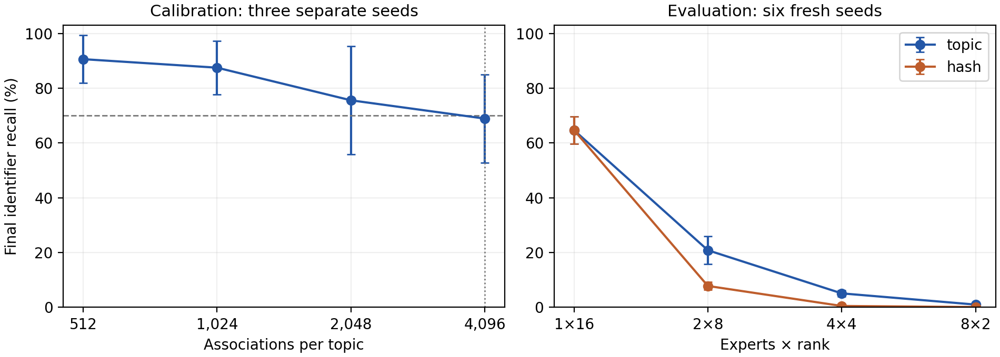 Calibration: three separate seeds
Final identifier recall (%)
100
80
60
40
20
0
512
1,024
2,048
4,096
Associations per topic
Evaluation: six fresh seeds
topic
hash
100
80
60
40
20
0
1×16
2×8
4×4
8×2
Experts × rank